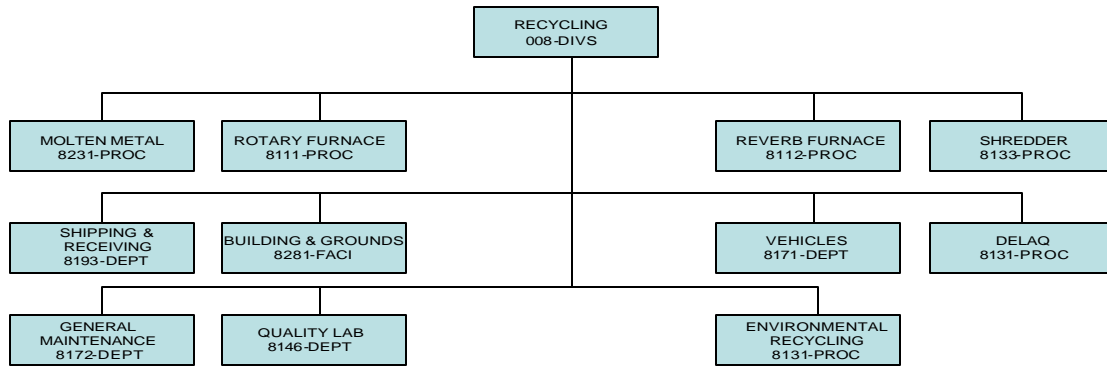 RECYCLING
008-DIVS
MOLTEN METAL
8231-PROC
ROTARY FURNACE
8111-PROC
REVERB FURNACE
8112-PROC
SHREDDER
8133-PROC
SHIPPING &
RECEIVING
8193-DEPT
BUILDING & GROUNDS
8281-FACI
VEHICLES
8171-DEPT
DELAQ
8131-PROC
GENERAL
MAINTENANCE
8172-DEPT
QUALITY LAB
8146-DEPT
ENVIRONMENTAL
RECYCLING
8131-PROC